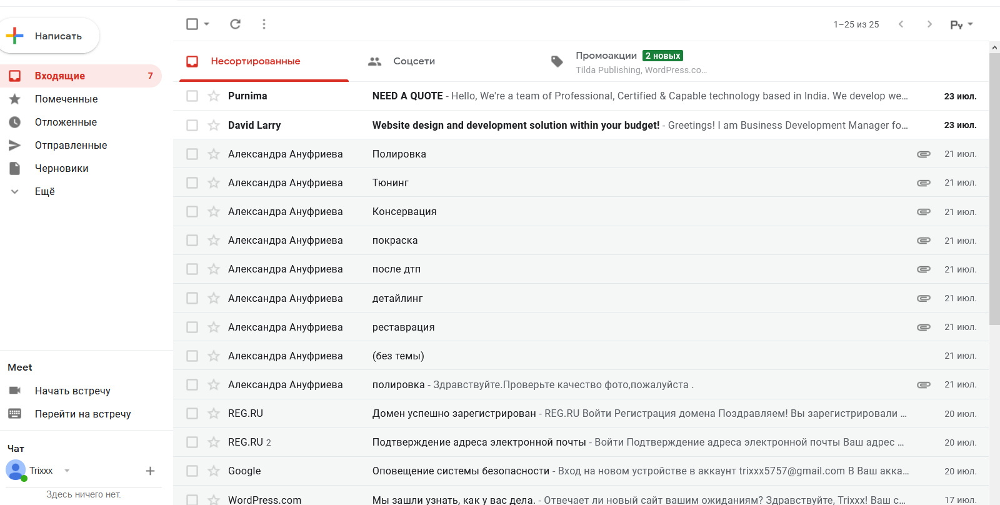 Написать
1–25 из 25
Ру
Входящие 7
Помеченные
Отложенные
Отправленные
Черновики
Ещё
Несортированные
Соцсети
Промоакции 2 новых
Tilda Publishing, WordPress.co...
Purnima NEED A QUOTE - Hello, We're a team of Professional, Certified & Capable technology based in India. We develop we... 23 июл.
David Larry Website design and development solution within your budget! - Greetings! I am Business Development Manager fo... 23 июл.
Александра Ануфриева Полировка 21 июл.
Александра Ануфриева Тюнинг 21 июл.
Александра Ануфриева Консервация 21 июл.
Александра Ануфриева покраска 21 июл.
Александра Ануфриева после дтп 21 июл.
Александра Ануфриева детайлинг 21 июл.
Александра Ануфриева реставрация 21 июл.
Александра Ануфриева (без темы) 21 июл.
Александра Ануфриева полировка - Здравствуйте.Проверьте качество фото,пожалуйста . 21 июл.
REG.RU Домен успешно зарегистрирован - REG.RU Войти Регистрация домена Поздравляем! Вы зарегистрировали ... 20 июл.
REG.RU 2 Подтверждение адреса электронной почты - Войти Подтверждение адреса электронной почты Ваш адрес ... 20 июл.
Google Оповещение системы безопасности - Вход на новом устройстве в аккаунт trixxx5757@gmail.com В Ваш акка... 20 июл.
WordPress.com Мы зашли узнать, как у вас дела. - Отвечает ли новый сайт вашим ожиданиям? Здравствуйте, Trixxx! Ваш с... 17 июл.
Meet
Начать встречу
Перейти на встречу
Чат
Trixxx
Здесь ничего нет.